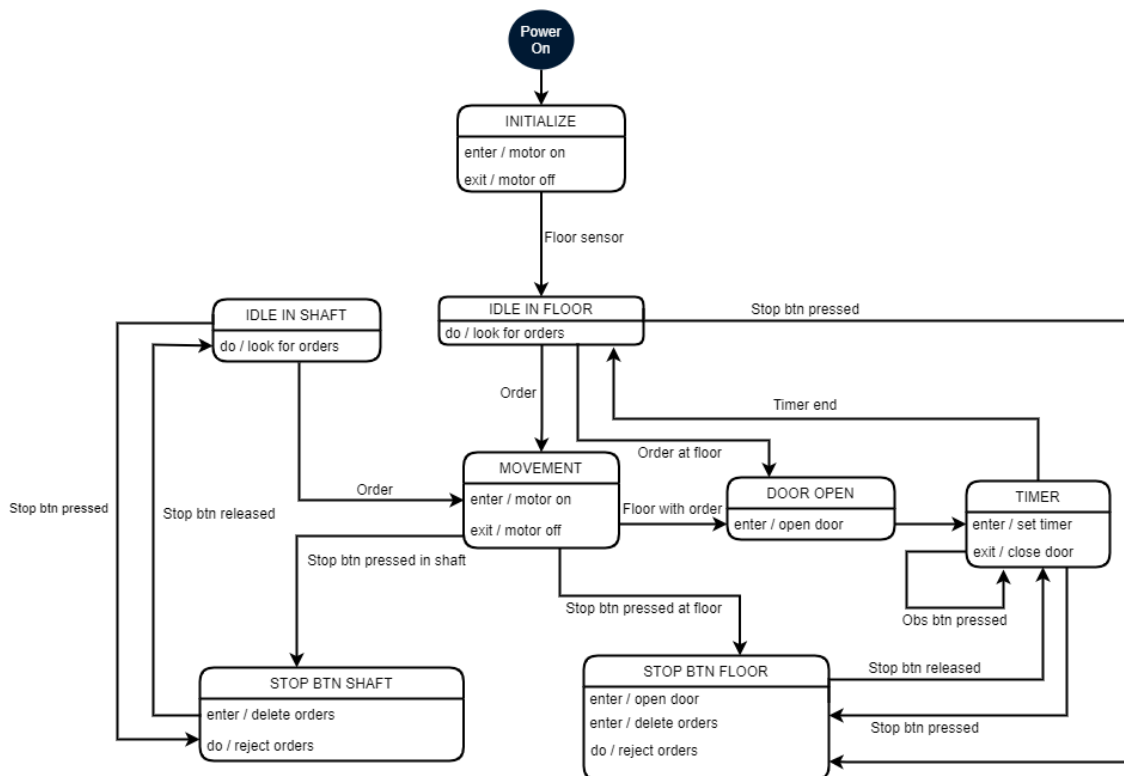 Power
On
INITIALIZE
enter / motor on
exit / motor off
Floor sensor
IDLE IN SHAFT
do / look for orders
IDLE IN FLOOR
do / look for orders
Stop btn pressed
Order
Timer end
Order at floor
MOVEMENT
enter / motor on
exit / motor off
Order
Floor with order
DOOR OPEN
enter / open door
TIMER
enter / set timer
exit / close door
Stop btn pressed
Stop btn released
Stop btn pressed in shaft
Stop btn pressed at floor
Obs btn pressed
STOP BTN SHAFT
enter / delete orders
do / reject orders
STOP BTN FLOOR
enter / open door
enter / delete orders
do / reject orders
Stop btn released
Stop btn pressed